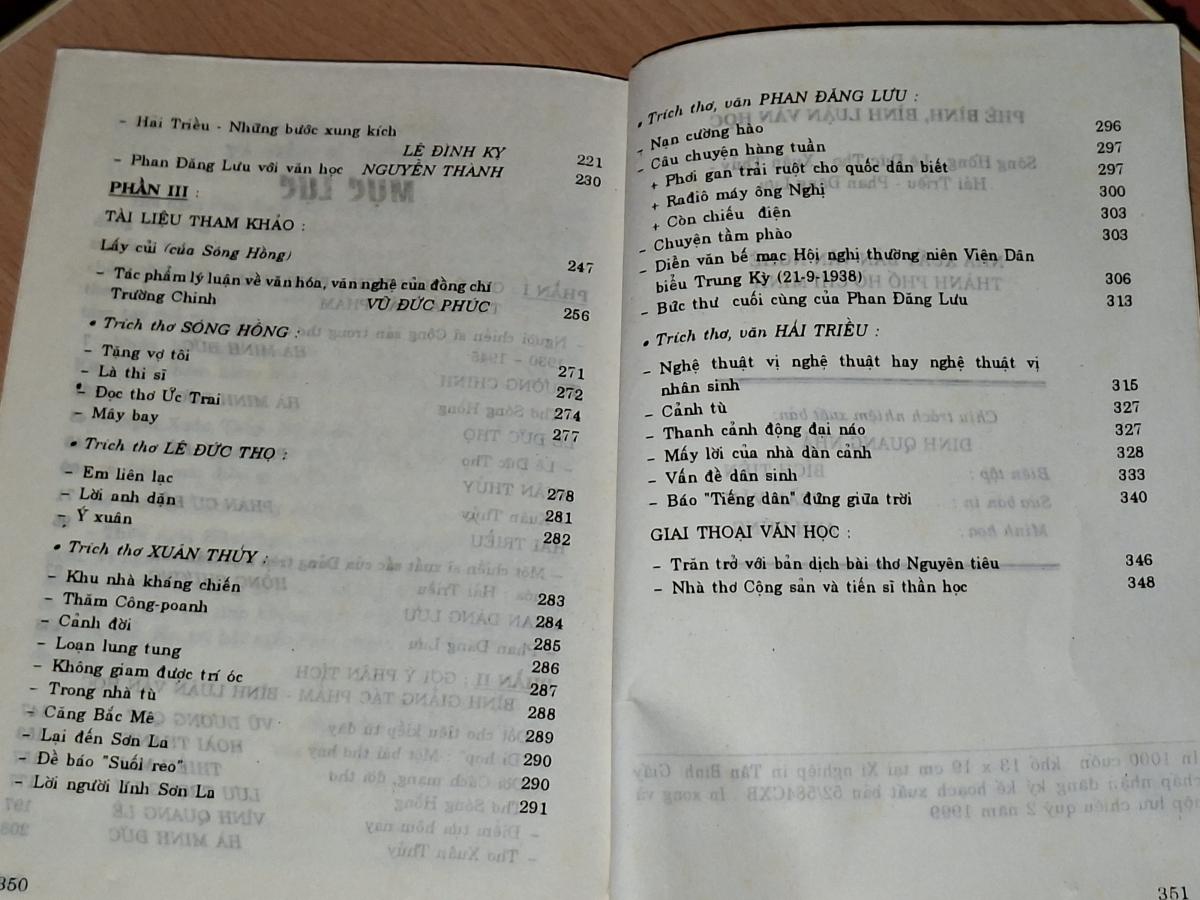 - Hai Triều - Những bước xung kích
LÊ ĐÌNH KỴ 221
- Phan Đăng Lưu với văn học NGUYỄN THÀNH 230
PHẦN III :
TÀI LIỆU THAM KHẢO :
Lấy củi (của Sóng Hồng) 247
- Tác phẩm lý luận về văn hóa, văn nghệ của đồng chí
Trường Chinh VŨ ĐỨC PHÚC 256
• Trích thơ SÓNG HỒNG :
- Tặng vợ tôi 271
- Là thi sĩ 272
- Đọc thơ Ức Trai 274
- Mây bay 277
• Trích thơ LÊ ĐỨC THỌ :
- Em liên lạc 278
- Lời anh dặn 281
- Ý xuân 282
• Trích thơ XUÂN THỦY :
- Khu nhà kháng chiến 283
- Thăm Công-poanh 284
- Cảnh đời 285
- Loạn lung tung 286
- Không giam được trí óc 287
- Trong nhà tù 288
- Căng Bắc Mê 289
- Lại đến Sơn La 290
- Đề báo "Suối reo" 290
- Lời người lính Sơn La 291
350
• Trích thơ, văn PHAN ĐĂNG LƯU :
- Nạn cường hào 296
- Câu chuyện hàng tuần 297
+ Phơi gan trải ruột cho quốc dân biết 297
+ Rađiô máy ông Nghị 300
+ Còn chiếu điện 303
- Chuyện tầm phào 303
- Diễn văn bế mạc Hội nghị thường niên Viện Dân
biểu Trung Kỳ (21-9-1938) 306
- Bức thư cuối cùng của Phan Đăng Lưu 313
• Trích thơ, văn HẢI TRIỀU :
- Nghệ thuật vị nghệ thuật hay nghệ thuật vị
nhân sinh 315
- Cảnh tù 327
- Thanh cảnh động đai náo 327
- Mấy lời của nhà dàn cảnh 328
- Vấn đề dân sinh 333
- Báo "Tiếng dân" đứng giữa trời 340
GIAI THOẠI VĂN HỌC :
- Trăn trở với bản dịch bài thơ Nguyên tiêu 346
- Nhà thơ Cộng sản và tiến sĩ thần học 348
351